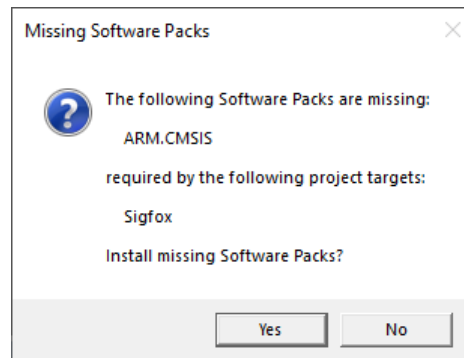 Missing Software Packs
The following Software Packs are missing:
ARM.CMSIS
required by the following project targets:
Sigfox
Install missing Software Packs?
Yes No